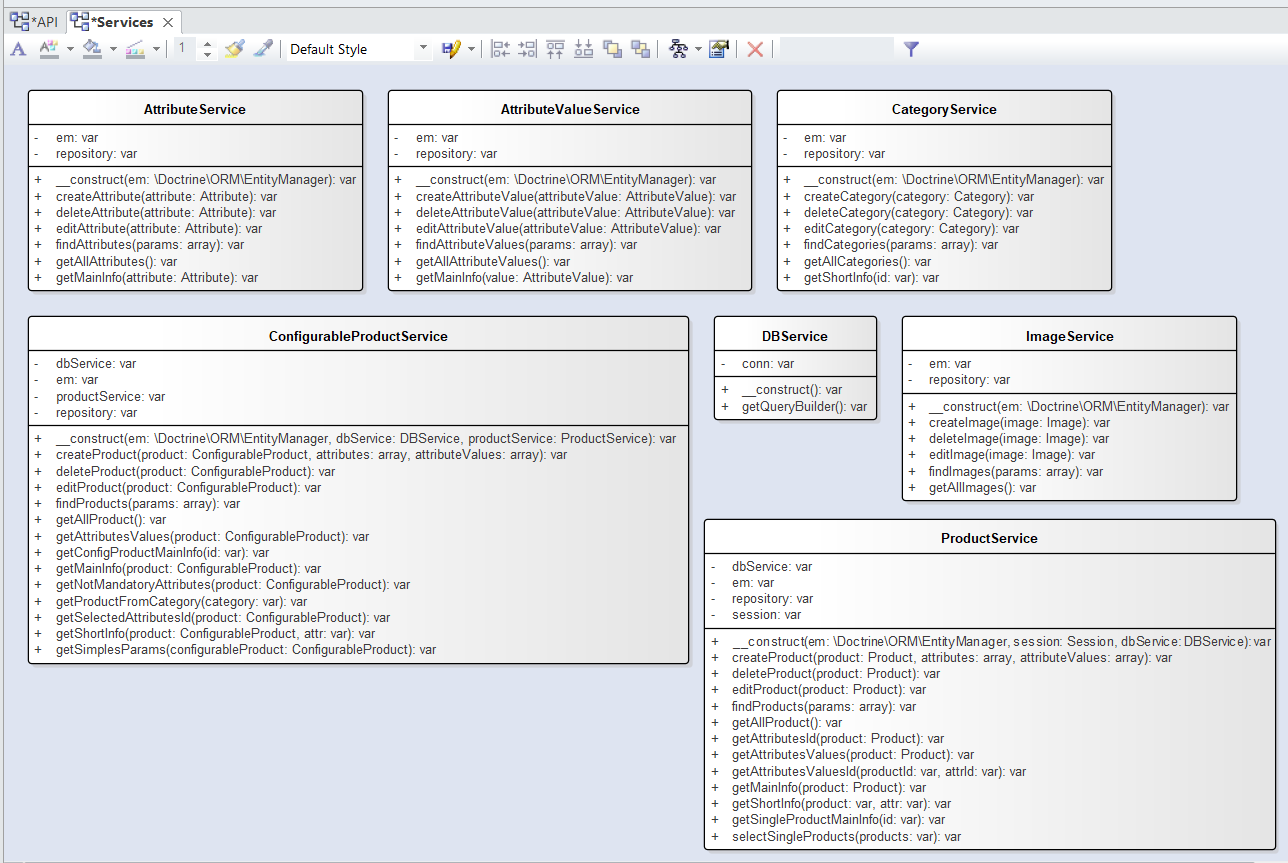 *API *Services
A 1 Default Style
AttributeService
- em: var
- repository: var
+ __construct(em: \Doctrine\ORM\EntityManager): var
+ createAttribute(attribute: Attribute): var
+ deleteAttribute(attribute: Attribute): var
+ editAttribute(attribute: Attribute): var
+ findAttributes(params: array): var
+ getAllAttributes(): var
+ getMainInfo(attribute: Attribute): var
AttributeValueService
- em: var
- repository: var
+ __construct(em: \Doctrine\ORM\EntityManager): var
+ createAttributeValue(attributeValue: AttributeValue): var
+ deleteAttributeValue(attributeValue: AttributeValue): var
+ editAttributeValue(attributeValue: AttributeValue): var
+ findAttributeValues(params: array): var
+ getAllAttributeValues(): var
+ getMainInfo(value: AttributeValue): var
CategoryService
- em: var
- repository: var
+ __construct(em: \Doctrine\ORM\EntityManager): var
+ createCategory(category: Category): var
+ deleteCategory(category: Category): var
+ editCategory(category: Category): var
+ findCategories(params: array): var
+ getAllCategories(): var
+ getShortInfo(id: var): var
ConfigurableProductService
- dbService: var
- em: var
- productService: var
- repository: var
+ __construct(em: \Doctrine\ORM\EntityManager, dbService: DBService, productService: ProductService): var
+ createProduct(product: ConfigurableProduct, attributes: array, attributeValues: array): var
+ deleteProduct(product: ConfigurableProduct): var
+ editProduct(product: ConfigurableProduct): var
+ findProducts(params: array): var
+ getAllProduct(): var
+ getAttributesValues(product: ConfigurableProduct): var
+ getConfigProductMainInfo(id: var): var
+ getMainInfo(product: ConfigurableProduct): var
+ getNotMandatoryAttributes(product: ConfigurableProduct): var
+ getProductFromCategory(category: var): var
+ getSelectedAttributesId(product: ConfigurableProduct): var
+ getShortInfo(product: ConfigurableProduct, attr: var): var
+ getSimplesParams(configurableProduct: ConfigurableProduct): var
DBService
- conn: var
+ __construct(): var
+ getQueryBuilder(): var
ImageService
- em: var
- repository: var
+ __construct(em: \Doctrine\ORM\EntityManager): var
+ createImage(image: Image): var
+ deleteImage(image: Image): var
+ editImage(image: Image): var
+ findImages(params: array): var
+ getAllImages(): var
ProductService
- dbService: var
- em: var
- repository: var
- session: var
+ __construct(em: \Doctrine\ORM\EntityManager, session: Session, dbService: DBService): var
+ createProduct(product: Product, attributes: array, attributeValues: array): var
+ deleteProduct(product: Product): var
+ editProduct(product: Product): var
+ findProducts(params: array): var
+ getAllProduct(): var
+ getAttributesId(product: Product): var
+ getAttributesValues(product: Product): var
+ getAttributesValuesId(productId: var, attrId: var): var
+ getMainInfo(product: Product): var
+ getShortInfo(product: var, attr: var): var
+ getSingleProductMainInfo(id: var): var
+ selectSingleProducts(products: var): var